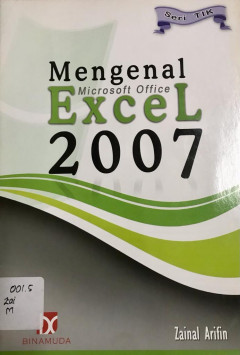 Seri TIK
Mengenal
Microsoft Office
ExceL
2007
001.5
Zai
M
BINAMUDA
Zainal Arifin